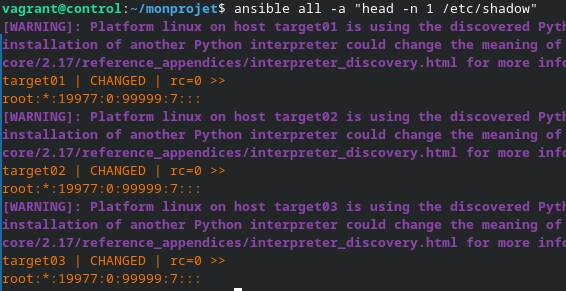 vagrant@control:~/monprojet$ ansible all -a "head -n 1 /etc/shadow"
[WARNING]: Platform linux on host target01 is using the discovered Pyth
installation of another Python interpreter could change the meaning of
core/2.17/reference_appendices/interpreter_discovery.html for more info
target01 | CHANGED | rc=0 >>
root:*:19977:0:99999:7:::
[WARNING]: Platform linux on host target02 is using the discovered Pyth
installation of another Python interpreter could change the meaning of
core/2.17/reference_appendices/interpreter_discovery.html for more info
target02 | CHANGED | rc=0 >>
root:*:19977:0:99999:7:::
[WARNING]: Platform linux on host target03 is using the discovered Pyth
installation of another Python interpreter could change the meaning of
core/2.17/reference_appendices/interpreter_discovery.html for more info
target03 | CHANGED | rc=0 >>
root:*:19977:0:99999:7:::